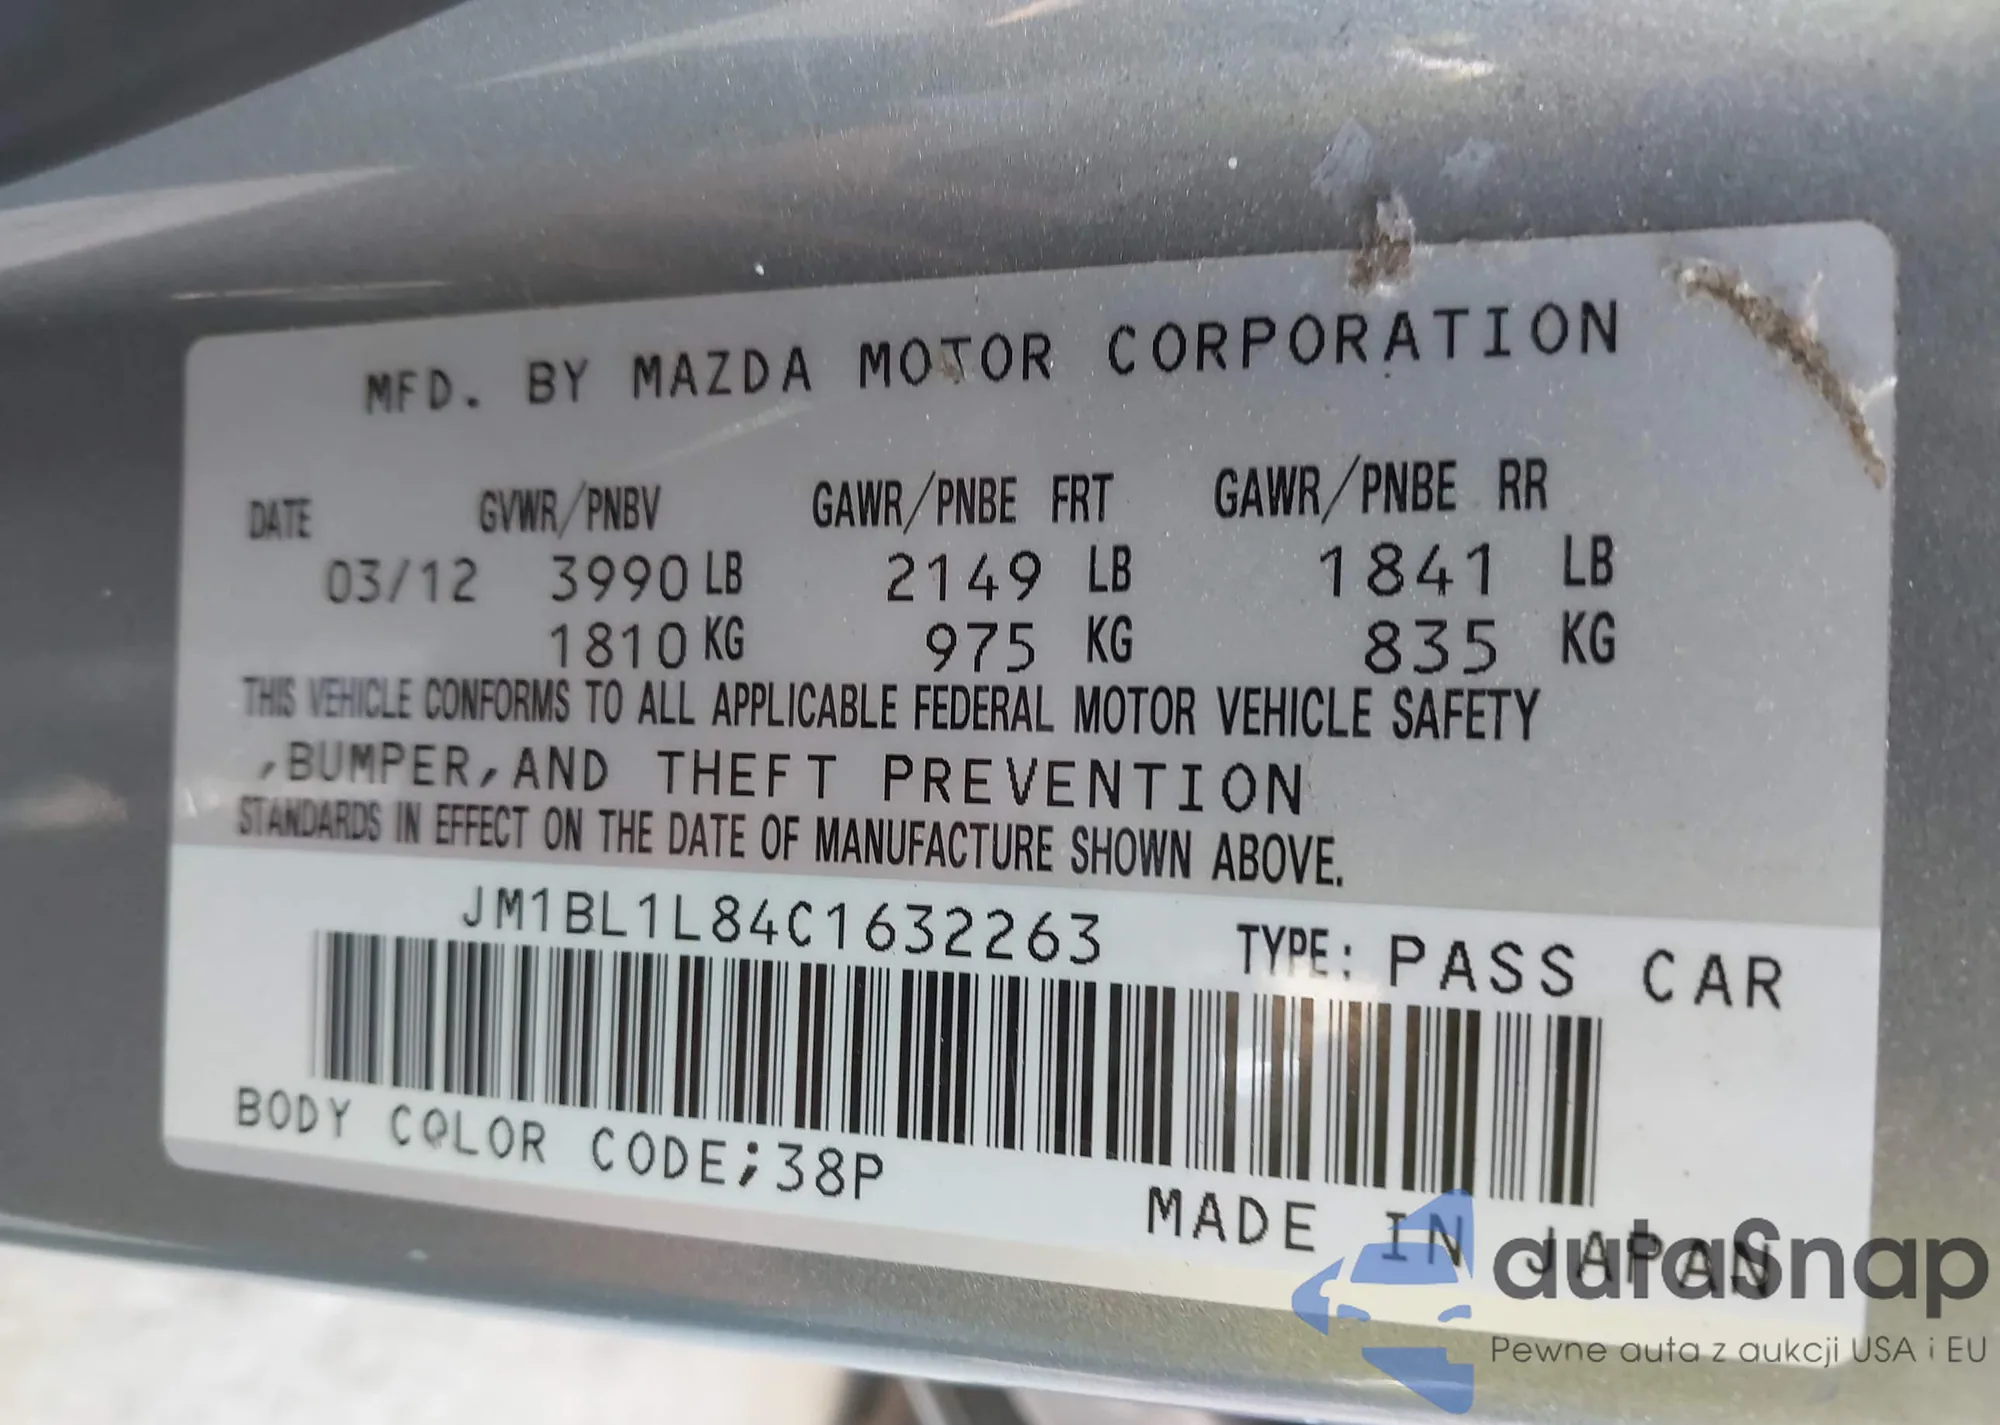 MFD. BY MAZDA MOTOR CORPORATION
DATE GVWR/PNBV GAWR/PNBE FRT GAWR/PNBE RR
03/12 3990 LB 2149 LB 1841 LB
1810 KG 975 KG 835 KG
THIS VEHICLE CONFORMS TO ALL APPLICABLE FEDERAL MOTOR VEHICLE SAFETY
,BUMPER,AND THEFT PREVENTION
STANDARDS IN EFFECT ON THE DATE OF MANUFACTURE SHOWN ABOVE.
JM1BL1L84C1632263 TYPE: PASS CAR
BODY COLOR CODE;38P
MADE IN JAPAN
autaSnap
Pewne auta z aukcji USA i EU